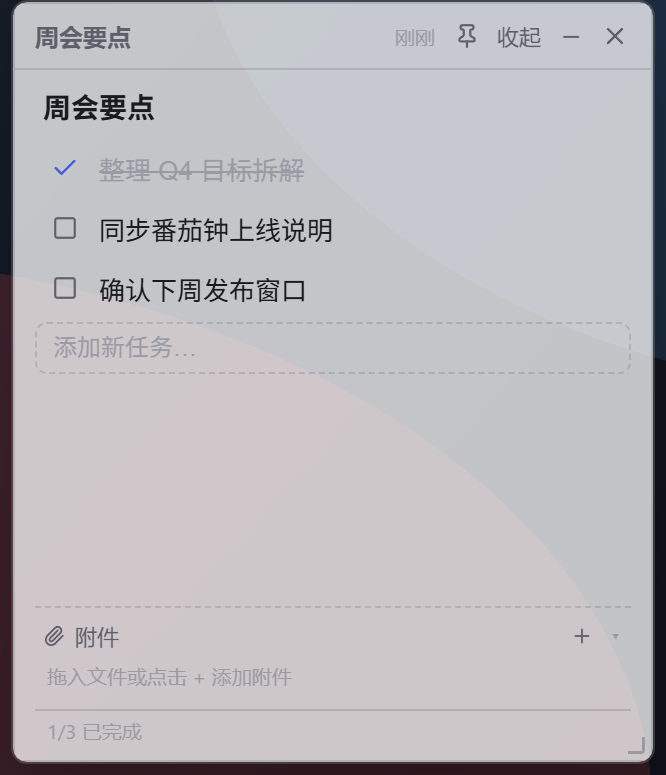 周会要点 刚刚 收起
周会要点
整理 Q4 目标拆解
同步番茄钟上线说明
确认下周发布窗口
添加新任务…
附件
拖入文件或点击 + 添加附件
1/3 已完成